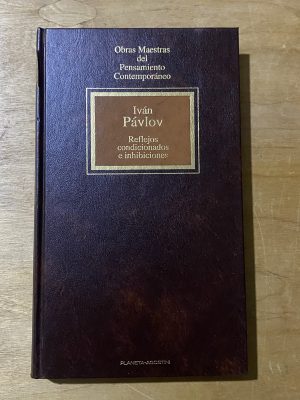 Obras Maestras
del
Pensamiento
Contemporáneo
Iván
Pávlov
Reflejos
condicionados
e inhibiciones
PLANETA-AGOSTINI